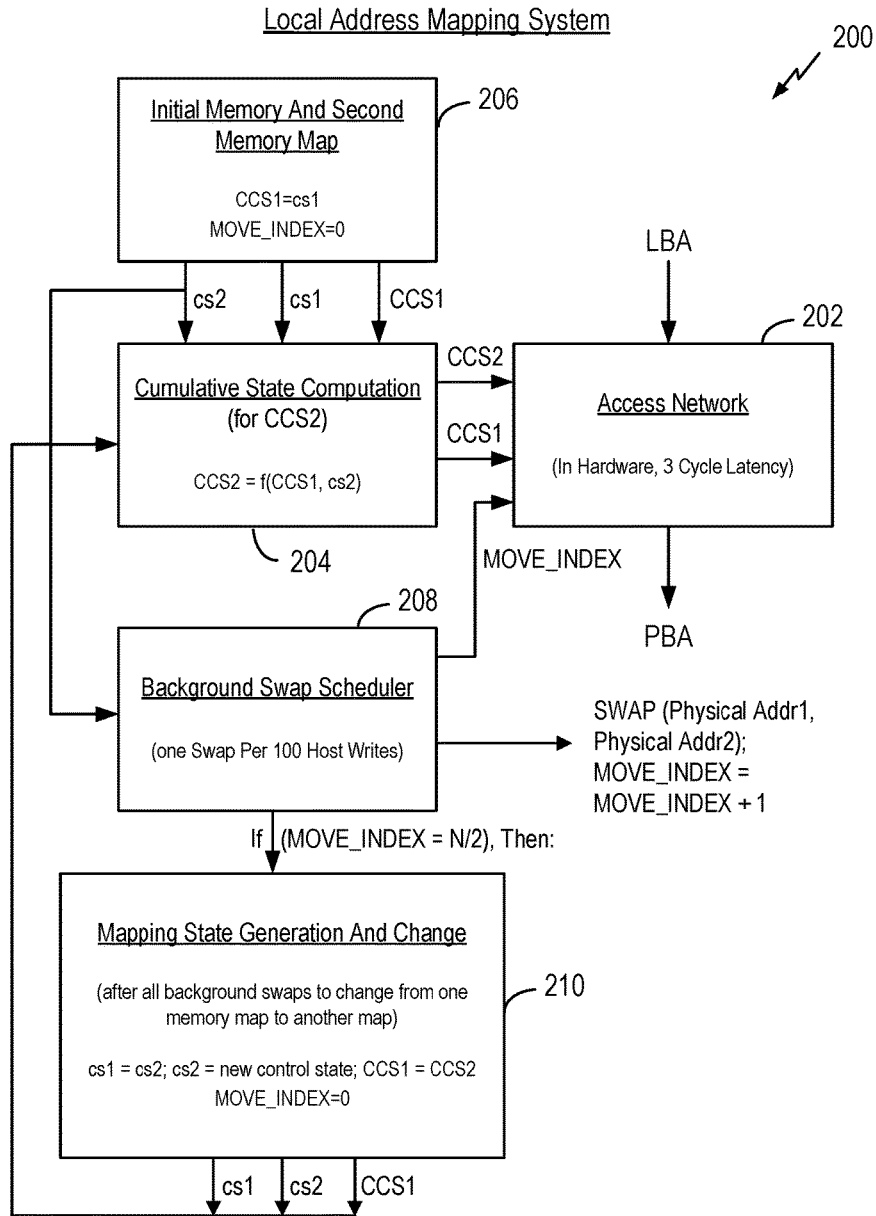 Local Address Mapping System
200
206
Initial Memory And Second
Memory Map
CCS1=cs1
MOVE_INDEX=0
cs2
cs1
CCS1
LBA
202
204
Cumulative State Computation
(for CCS2)
CCS2 = f(CCS1, cs2)
CCS2
CCS1
Access Network
(In Hardware, 3 Cycle Latency)
MOVE_INDEX
PBA
208
Background Swap Scheduler
(one Swap Per 100 Host Writes)
SWAP (Physical Addr1,
Physical Addr2);
MOVE_INDEX =
MOVE_INDEX + 1
If (MOVE_INDEX = N/2), Then:
210
Mapping State Generation And Change
(after all background swaps to change from one
memory map to another map)
cs1 = cs2; cs2 = new control state; CCS1 = CCS2
MOVE_INDEX=0
cs1
cs2
CCS1